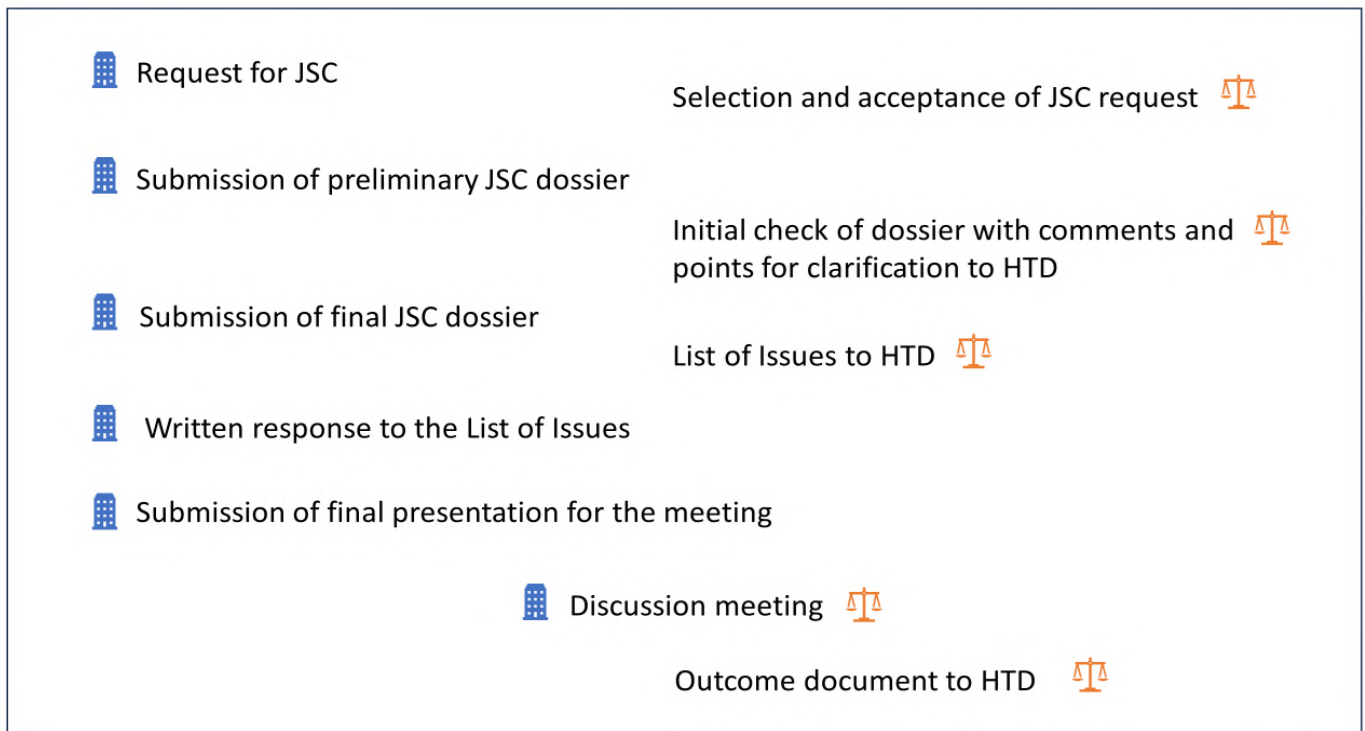 Request for JSC
Selection and acceptance of JSC request
Submission of preliminary JSC dossier
Initial check of dossier with comments and
points for clarification to HTD
Submission of final JSC dossier
List of Issues to HTD
Written response to the List of Issues
Submission of final presentation for the meeting
Discussion meeting
Outcome document to HTD